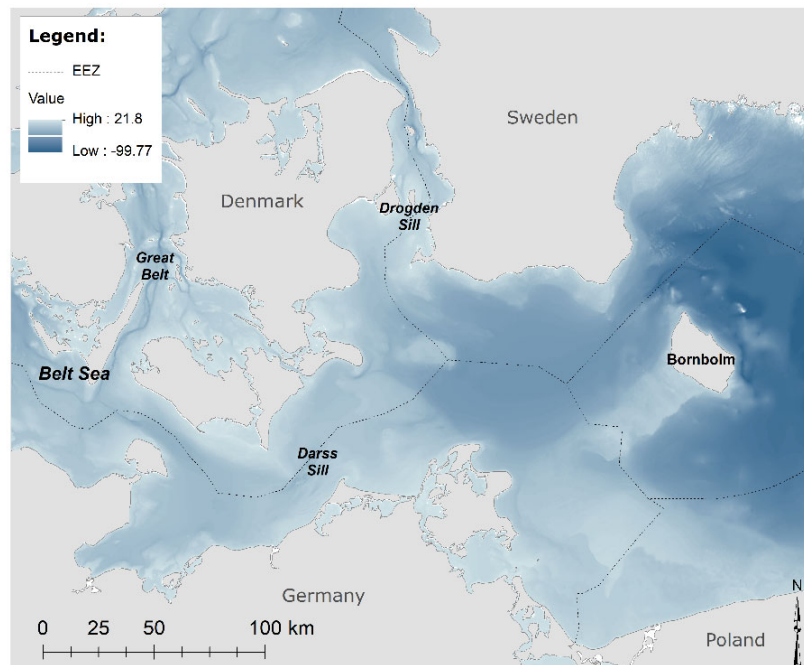 Legend:
EEZ
Value
High : 21.8
Low : -99.77
Sweden
Denmark
Drogden
Sill
Great
Belt
Bornbolm
Belt Sea
Darss
Sill
Germany
N
0 25 50 100 km
Poland